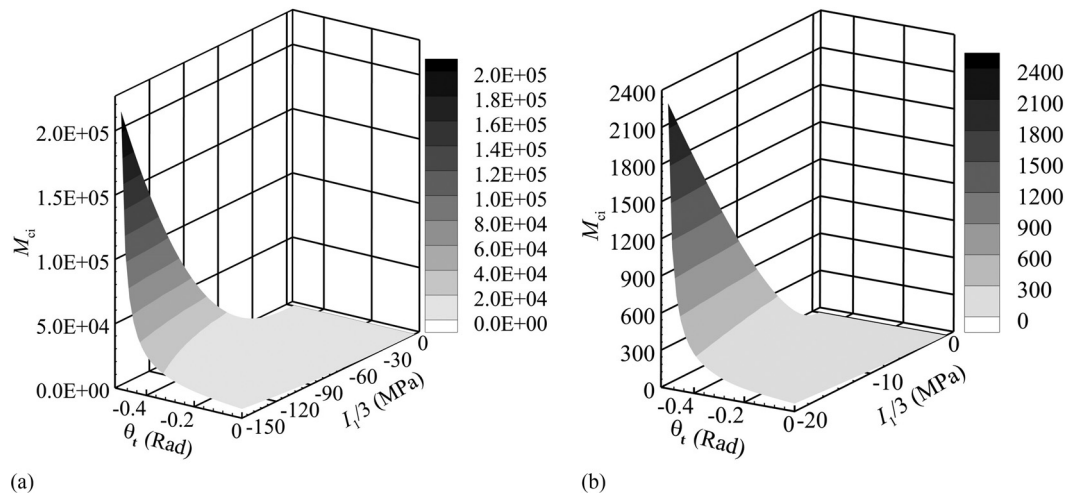 2.0E+05
1.5E+05
1.0E+05
5.0E+04
0.0E+00
M_ci
-0.4
-0.2
0
θ_t (Rad)
-150
-120
-90
-60
-30
0
I_1/3 (MPa)
2.0E+05
1.8E+05
1.6E+05
1.4E+05
1.2E+05
1.0E+05
8.0E+04
6.0E+04
4.0E+04
2.0E+04
0.0E+00
(a)
2400
2100
1800
1500
1200
900
600
300
0
M_ci
-0.4
-0.2
0
θ_t (Rad)
-20
-10
0
I_1/3 (MPa)
2400
2100
1800
1500
1200
900
600
300
0
(b)